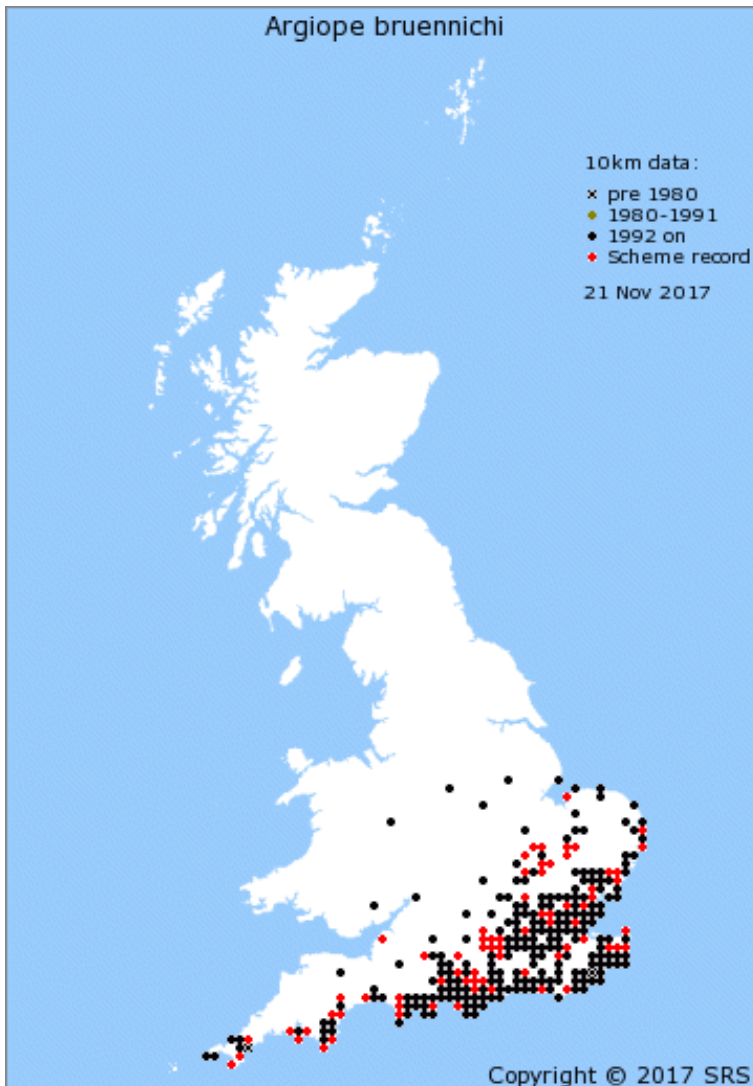 Argiope bruennichi
10km data:
pre 1980
1980-1991
1992 on
Scheme record
21 Nov 2017
Copyright © 2017 SRS